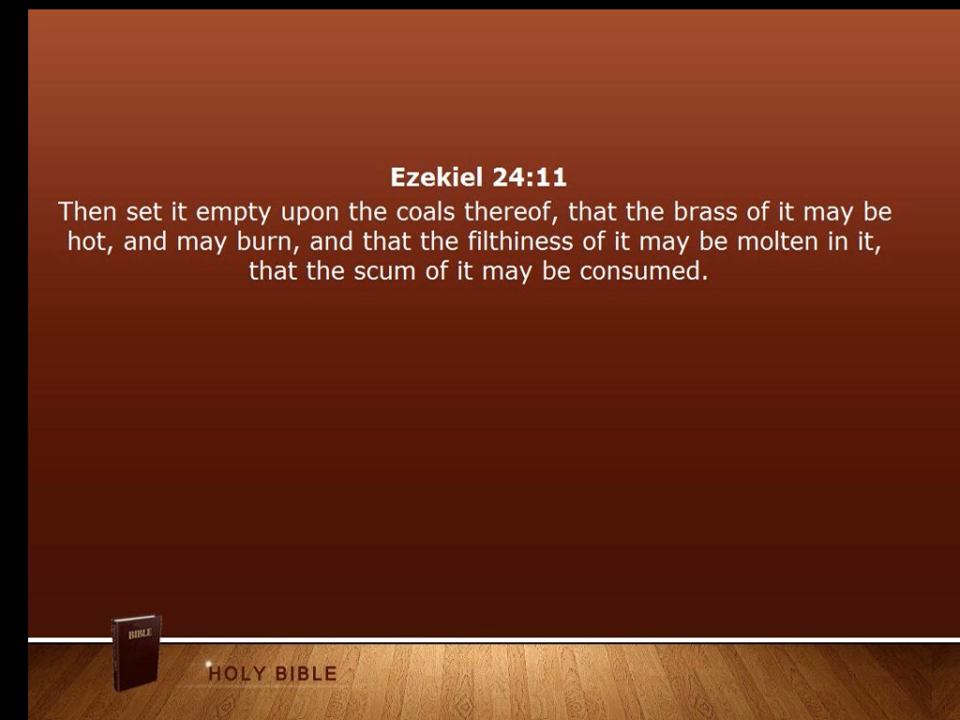 Ezekiel 24:11
Then set it empty upon the coals thereof, that the brass of it may be
hot, and may burn, and that the filthiness of it may be molten in it,
that the scum of it may be consumed.
BIBLE
HOLY BIBLE